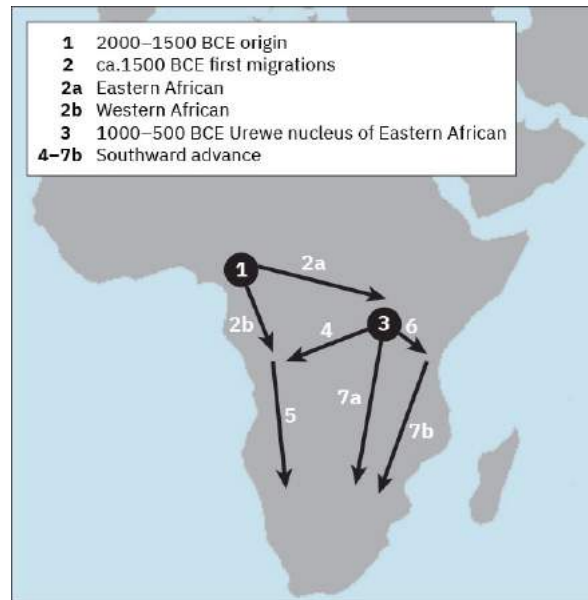 1 2000–1500 BCE origin
2 ca.1500 BCE first migrations
2a Eastern African
2b Western African
3 1000–500 BCE Urewe nucleus of Eastern African
4–7b Southward advance
1
2a
2b
3
6
4
7a
5
7b